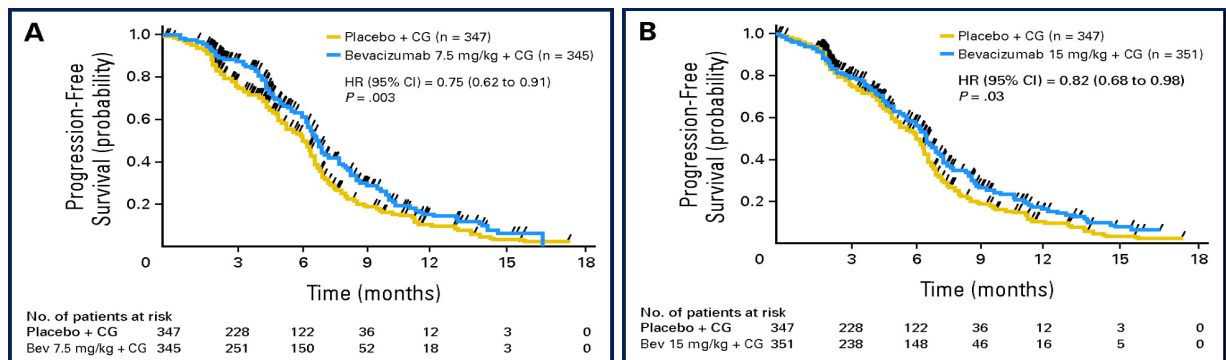 A
Placebo + CG (n = 347)
Bevacizumab 7.5 mg/kg + CG (n = 345)
HR (95% CI) = 0.75 (0.62 to 0.91)
P = .003
Progression-Free
Survival (probability)
1.0
0.8
0.6
0.4
0.2
0 3 6 9 12 15 18
Time (months)
No. of patients at risk
Placebo + CG 347 228 122 36 12 3 0
Bev 7.5 mg/kg + CG 345 251 150 52 18 3 0
B
Placebo + CG (n = 347)
Bevacizumab 15 mg/kg + CG (n = 351)
HR (95% CI) = 0.82 (0.68 to 0.98)
P = .03
Progression-Free
Survival (probability)
1.0
0.8
0.6
0.4
0.2
0 3 6 9 12 15 18
Time (months)
No. of patients at risk
Placebo + CG 347 228 122 36 12 3 0
Bev 15 mg/kg + CG 351 238 148 46 16 5 0